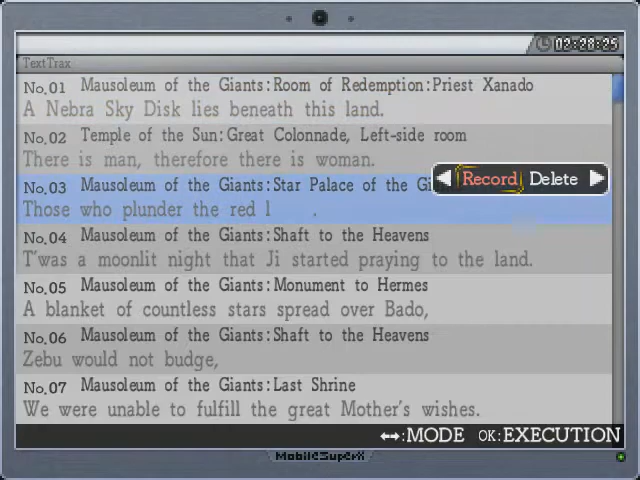 02:28:25
TextTrax
No.01 Mausoleum of the Giants:Room of Redemption:Priest Xanado
A Nebra Sky Disk lies beneath this land.
No.02 Temple of the Sun:Great Colonnade, Left-side room
There is man, therefore there is woman.
No.03 Mausoleum of the Giants:Star Palace of the Gi
Record Delete
Those who plunder the red l .
No.04 Mausoleum of the Giants:Shaft to the Heavens
T'was a moonlit night that Ji started praying to the land.
No.05 Mausoleum of the Giants:Monument to Hermes
A blanket of countless stars spread over Bado,
No.06 Mausoleum of the Giants:Shaft to the Heavens
Zebu would not budge,
No.07 Mausoleum of the Giants:Last Shrine
We were unable to fulfill the great Mother's wishes.
:MODE OK:EXECUTION
MobileSuperX